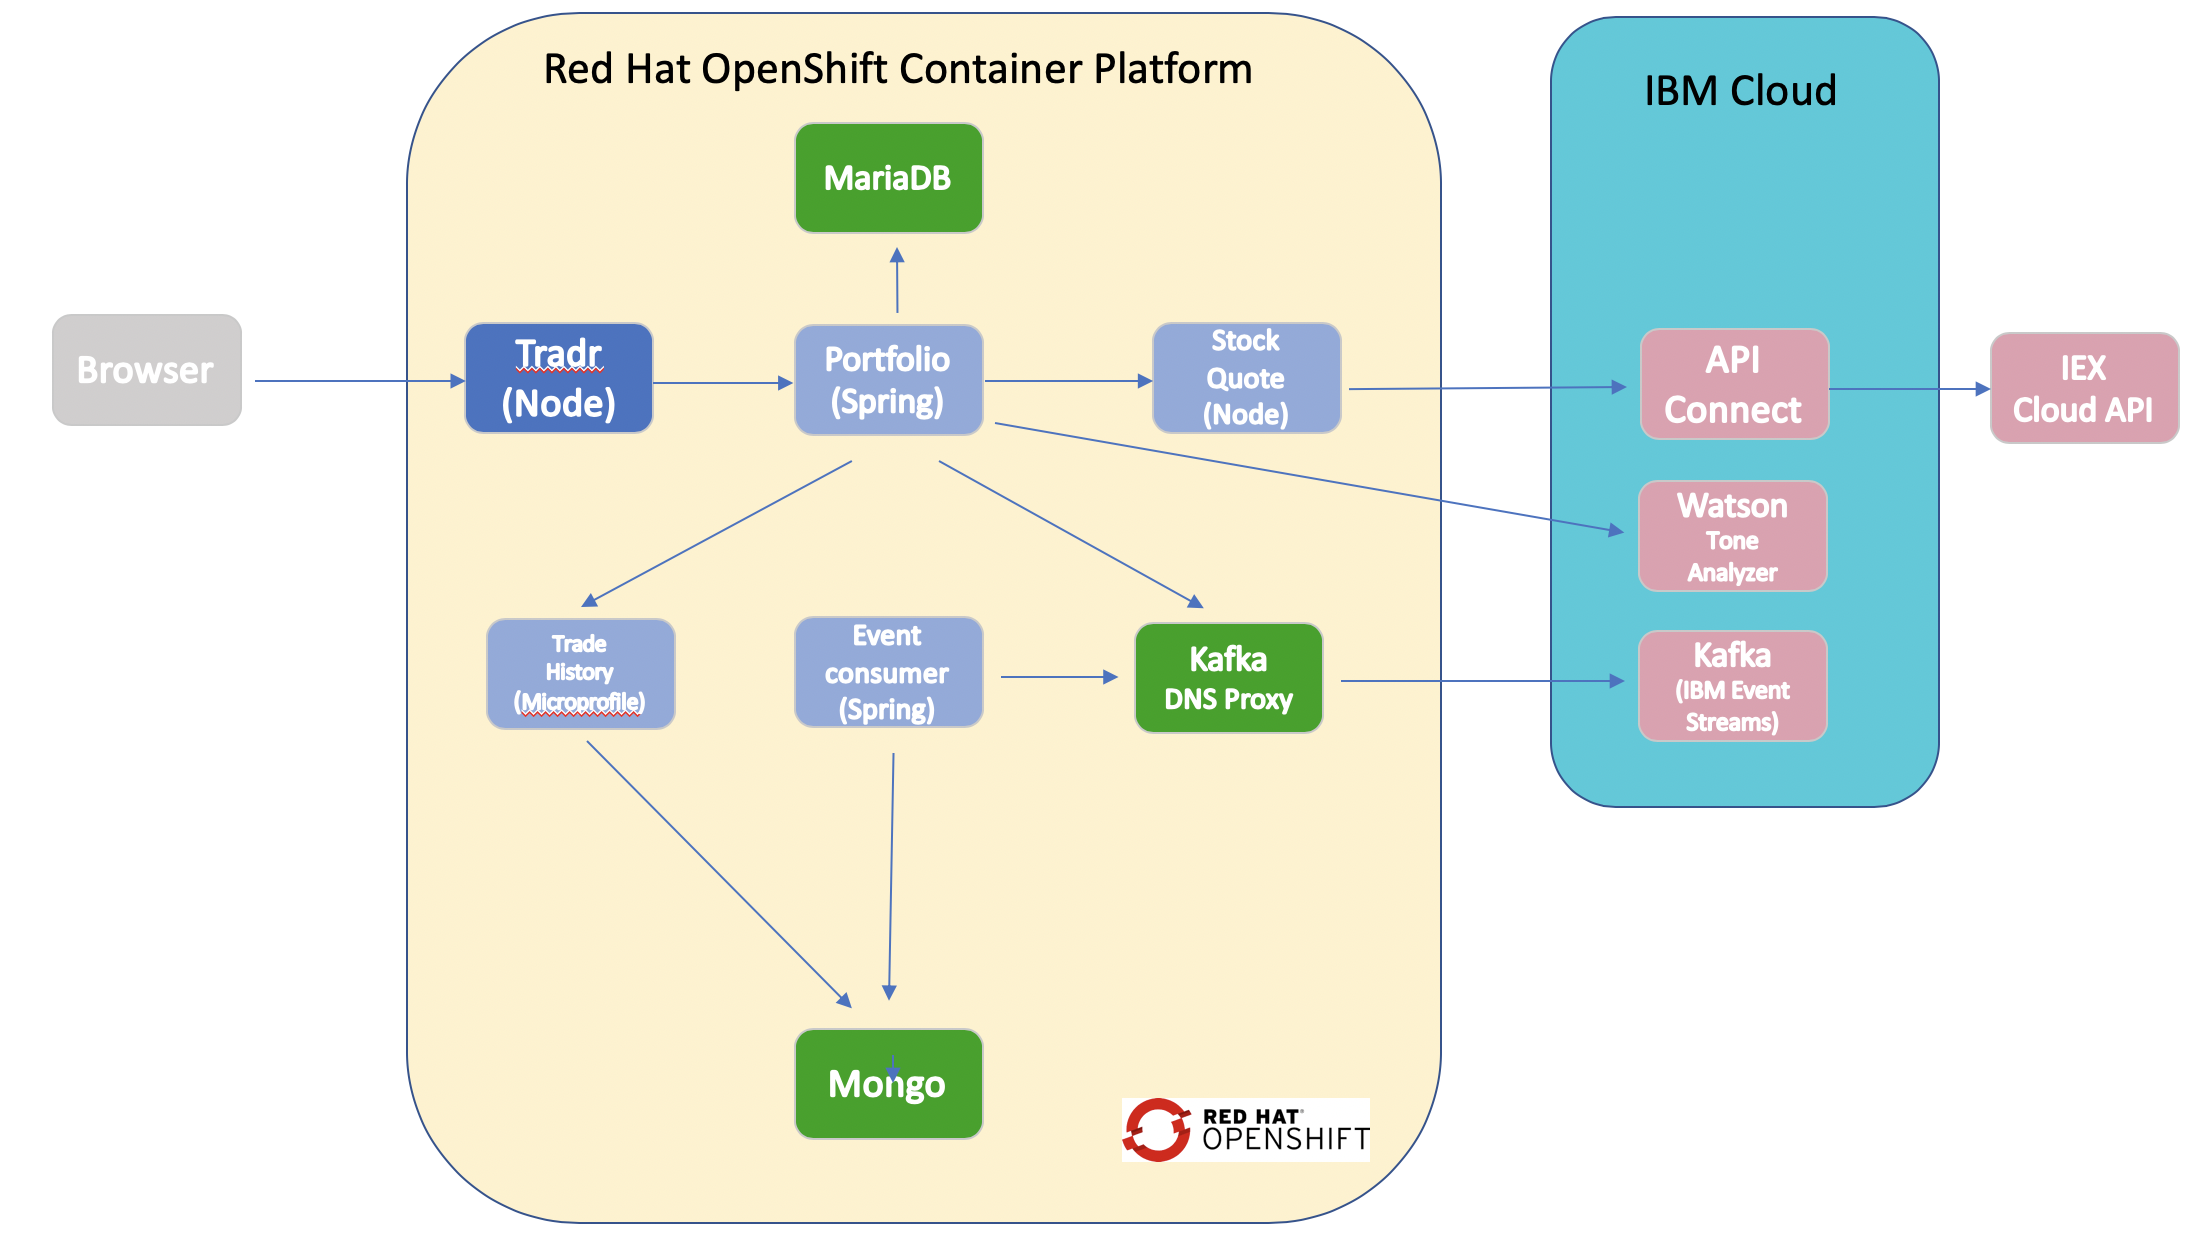 Red Hat OpenShift Container Platform
IBM Cloud
MariaDB
Browser
Tradr
(Node)
Portfolio
(Spring)
Stock
Quote
(Node)
API
Connect
IEX
Cloud API
Watson
Tone
Analyzer
Trade
History
(Microprofile)
Event
consumer
(Spring)
Kafka
DNS Proxy
Kafka
(IBM Event
Streams)
Mongo
RED HAT®
OPENSHIFT